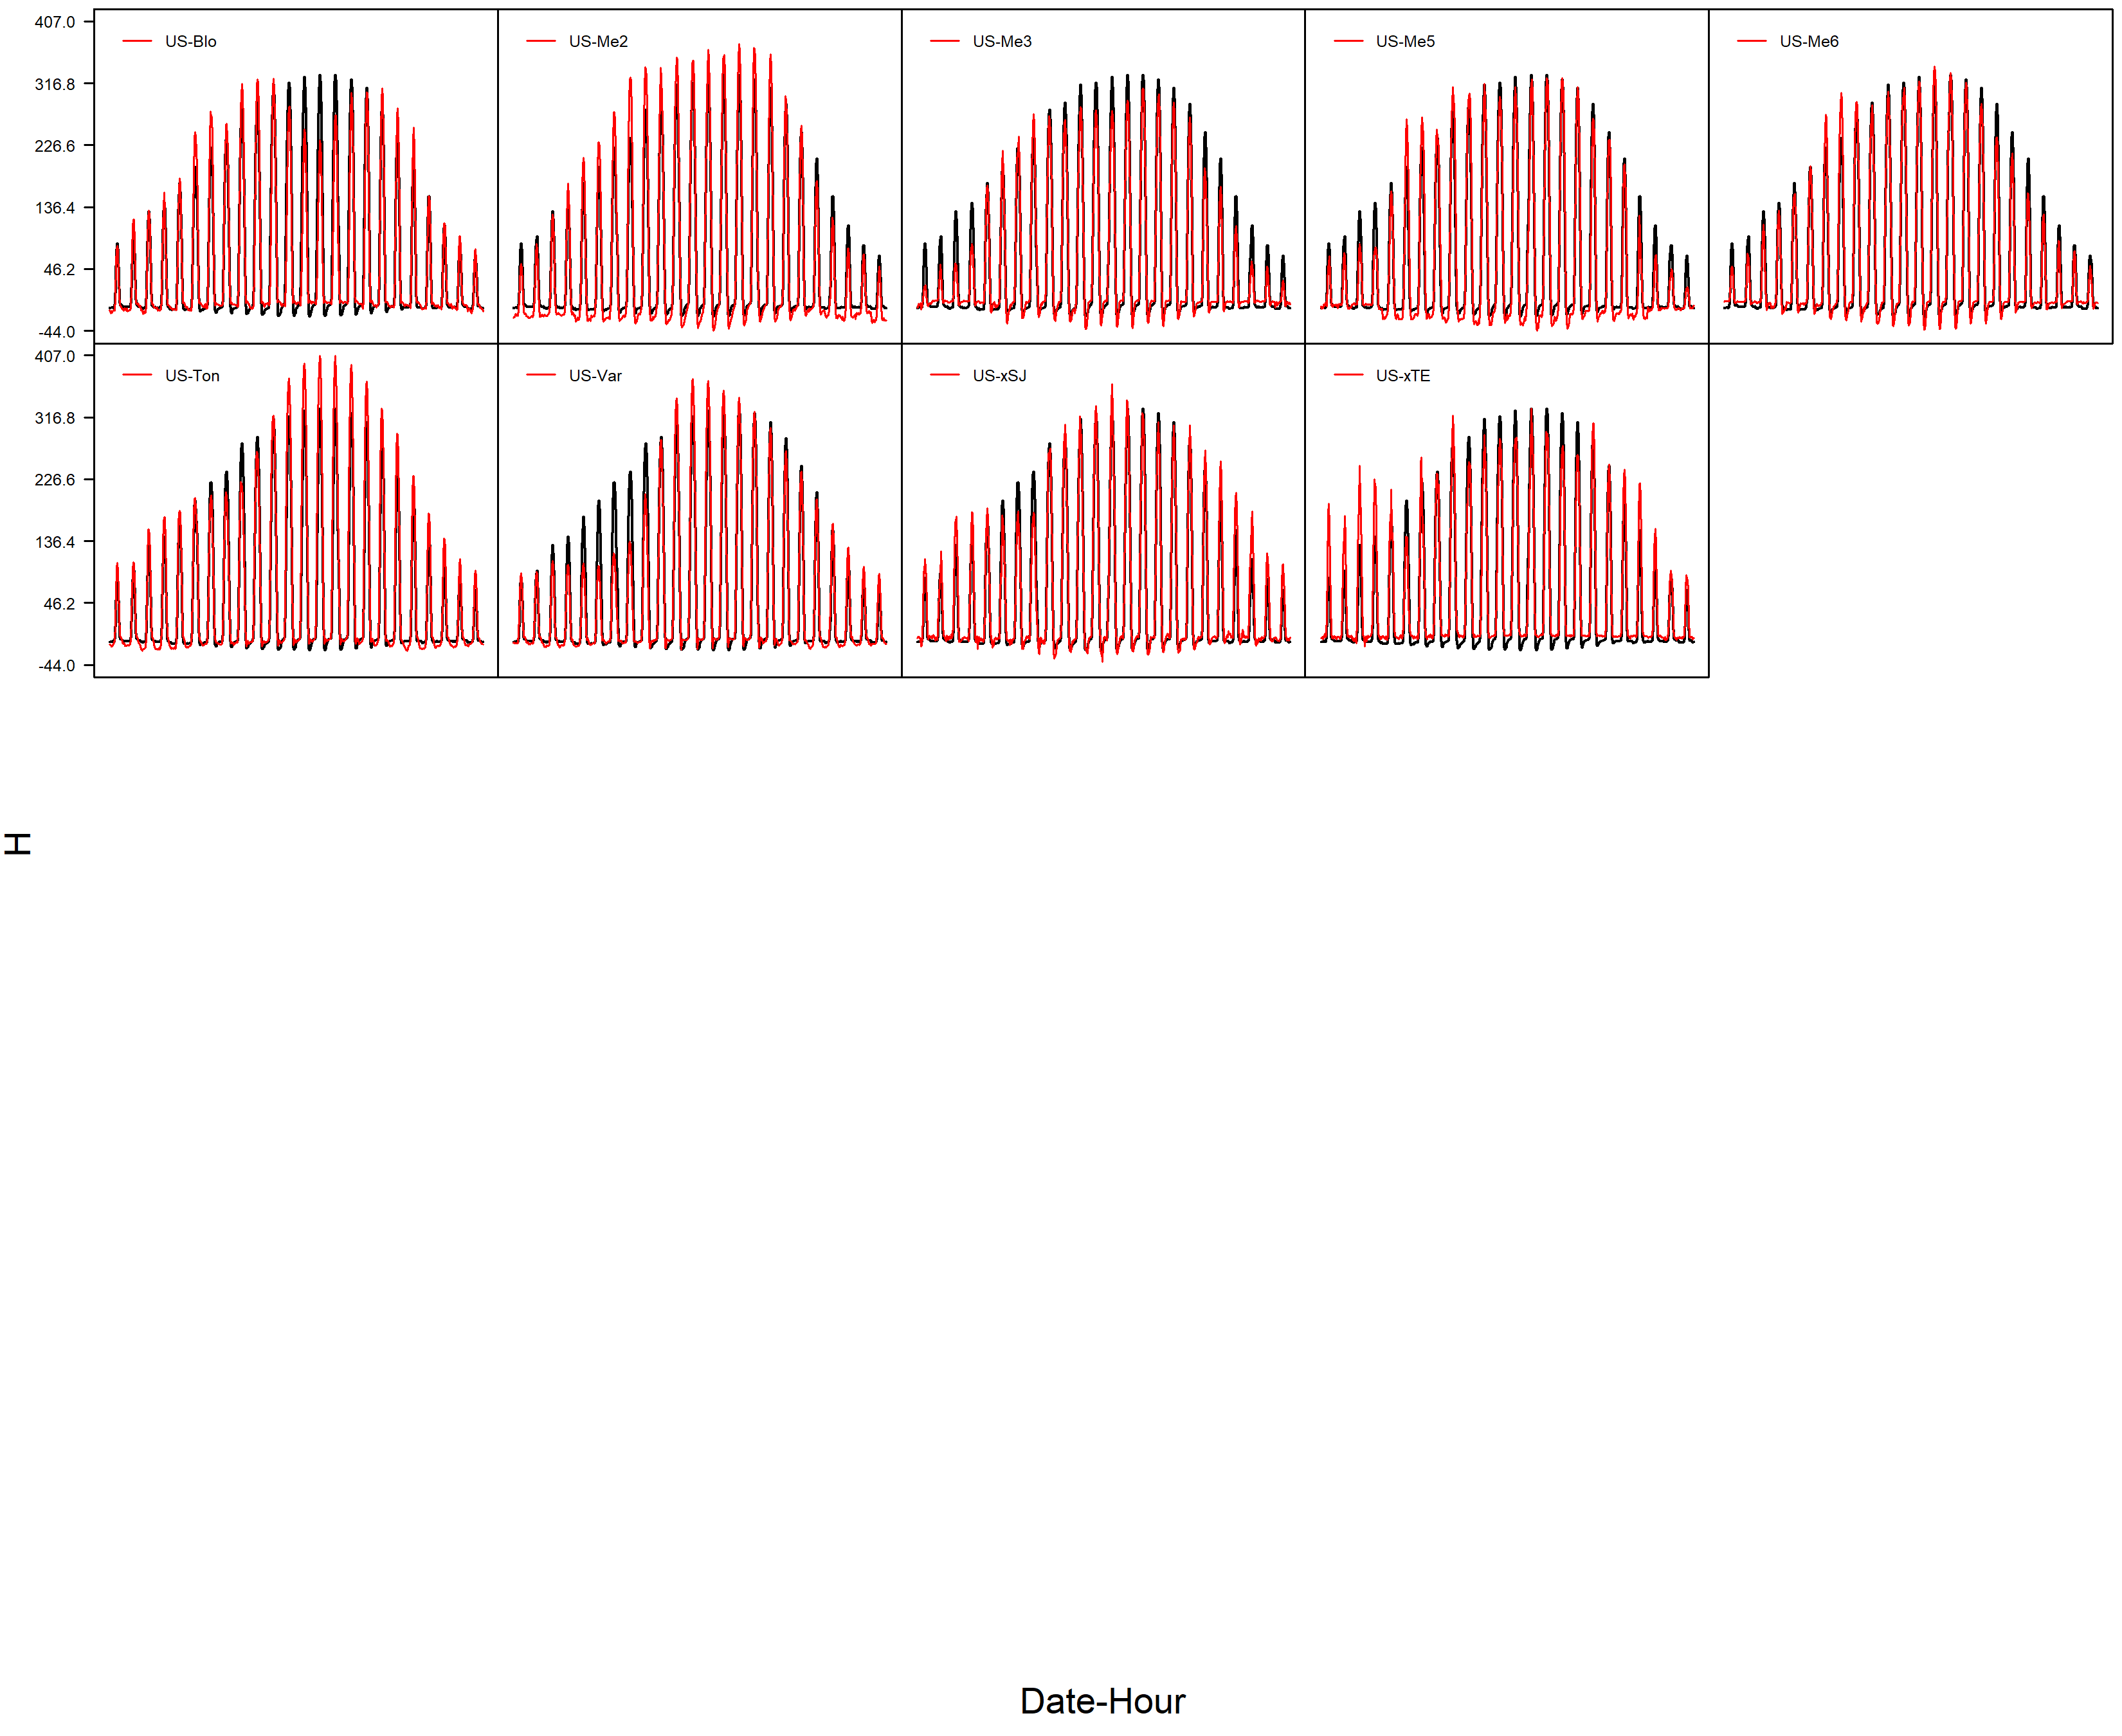 407.0
316.8
226.6
136.4
46.2
-44.0
US-Blo
US-Me2
US-Me3
US-Me5
US-Me6
407.0
316.8
226.6
136.4
46.2
-44.0
US-Ton
US-Var
US-xSJ
US-xTE
H
Date-Hour